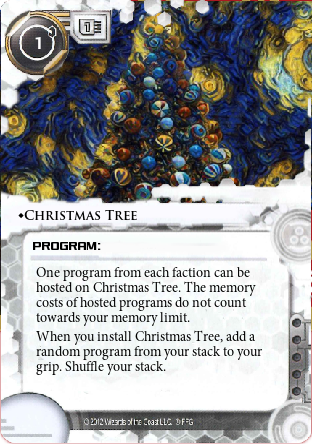 1
1
•CHRISTMAS TREE
PROGRAM:
One program from each faction can be
hosted on Christmas Tree. The memory
costs of hosted programs do not count
towards your memory limit.
When you install Christmas Tree, add a
random program from your stack to your
grip. Shuffle your stack.
©2012 Wizards of the Coast LLC. ® FFG